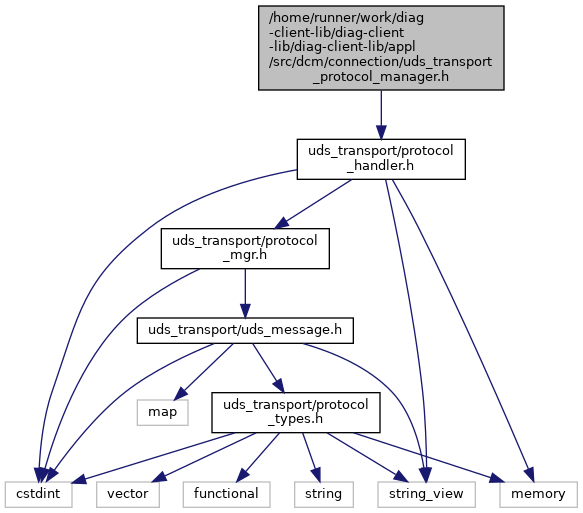 /home/runner/work/diag
-client-lib/diag-client
-lib/diag-client-lib/appl
/src/dcm/connection/uds_transport
_protocol_manager.h
uds_transport/protocol
_handler.h
uds_transport/protocol
_mgr.h
uds_transport/uds_message.h
map
uds_transport/protocol
_types.h
cstdint
vector
functional
string
string_view
memory